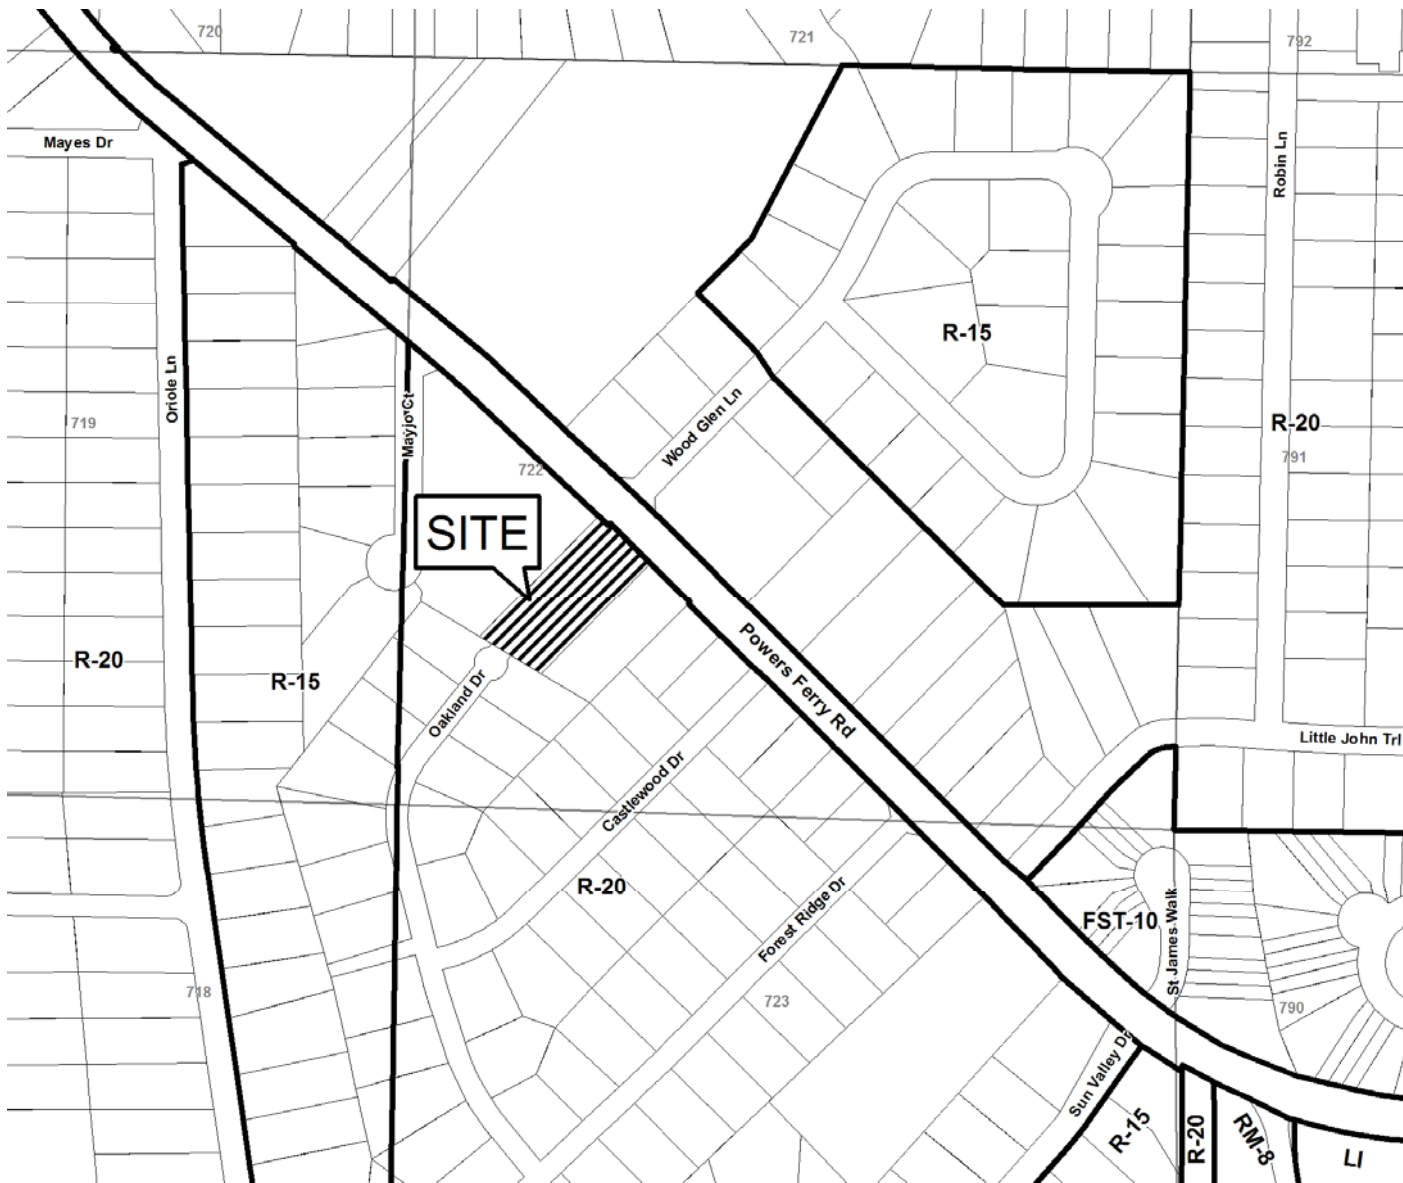 720
721
792
Mayes Dr
Robin Ln
R-15
Oriole Ln
Mayjo Ct
Wood Glen Ln
719
R-20
791
722
SITE
R-20
R-15
Oakland Dr
Powers Ferry Rd
Little John Trl
Castlewood Dr
R-20
Forest Ridge Dr
FST-10
St James Walk
718
723
790
Sun Valley Dr
R-15
R-20
RM-8
LI